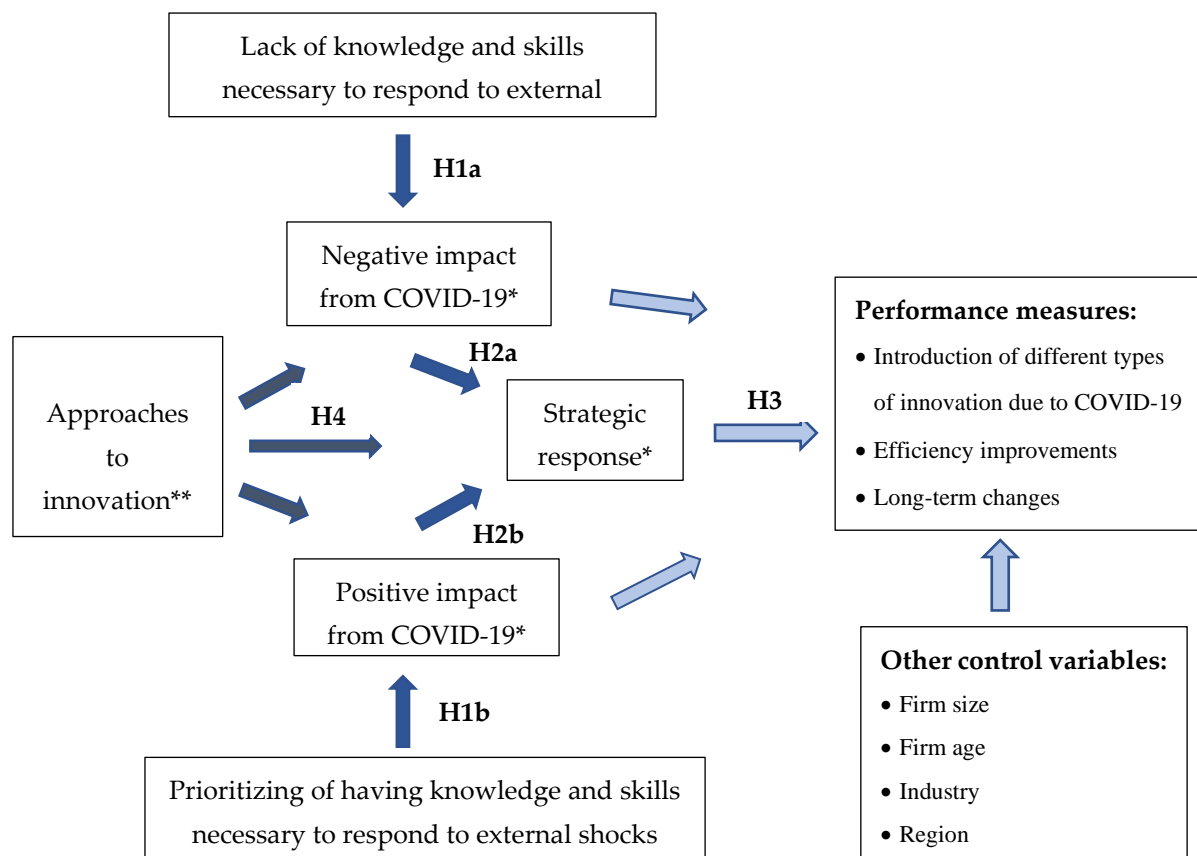 Lack of knowledge and skills
necessary to respond to external
H1a
Negative impact
from COVID-19*
H2a
Approaches
to
innovation**
H4
Strategic
response*
H3
Performance measures:
• Introduction of different types
of innovation due to COVID-19
• Efficiency improvements
• Long-term changes
H2b
Positive impact
from COVID-19*
H1b
Prioritizing of having knowledge and skills
necessary to respond to external shocks
Other control variables:
• Firm size
• Firm age
• Industry
• Region